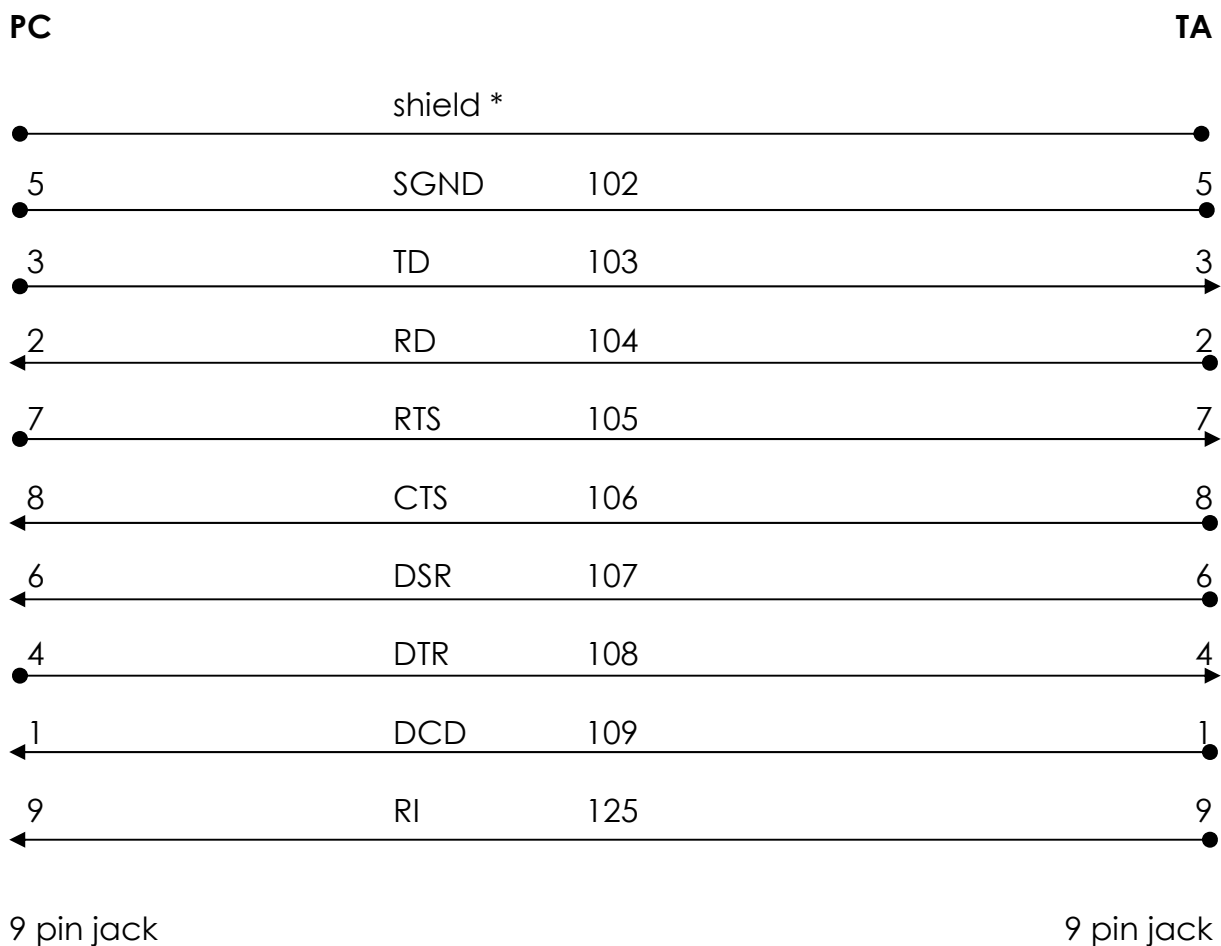 PC TA
shield *
5 SGND 102 5
3 TD 103 3
2 RD 104 2
7 RTS 105 7
8 CTS 106 8
6 DSR 107 6
4 DTR 108 4
1 DCD 109 1
9 RI 125 9
9 pin jack 9 pin jack